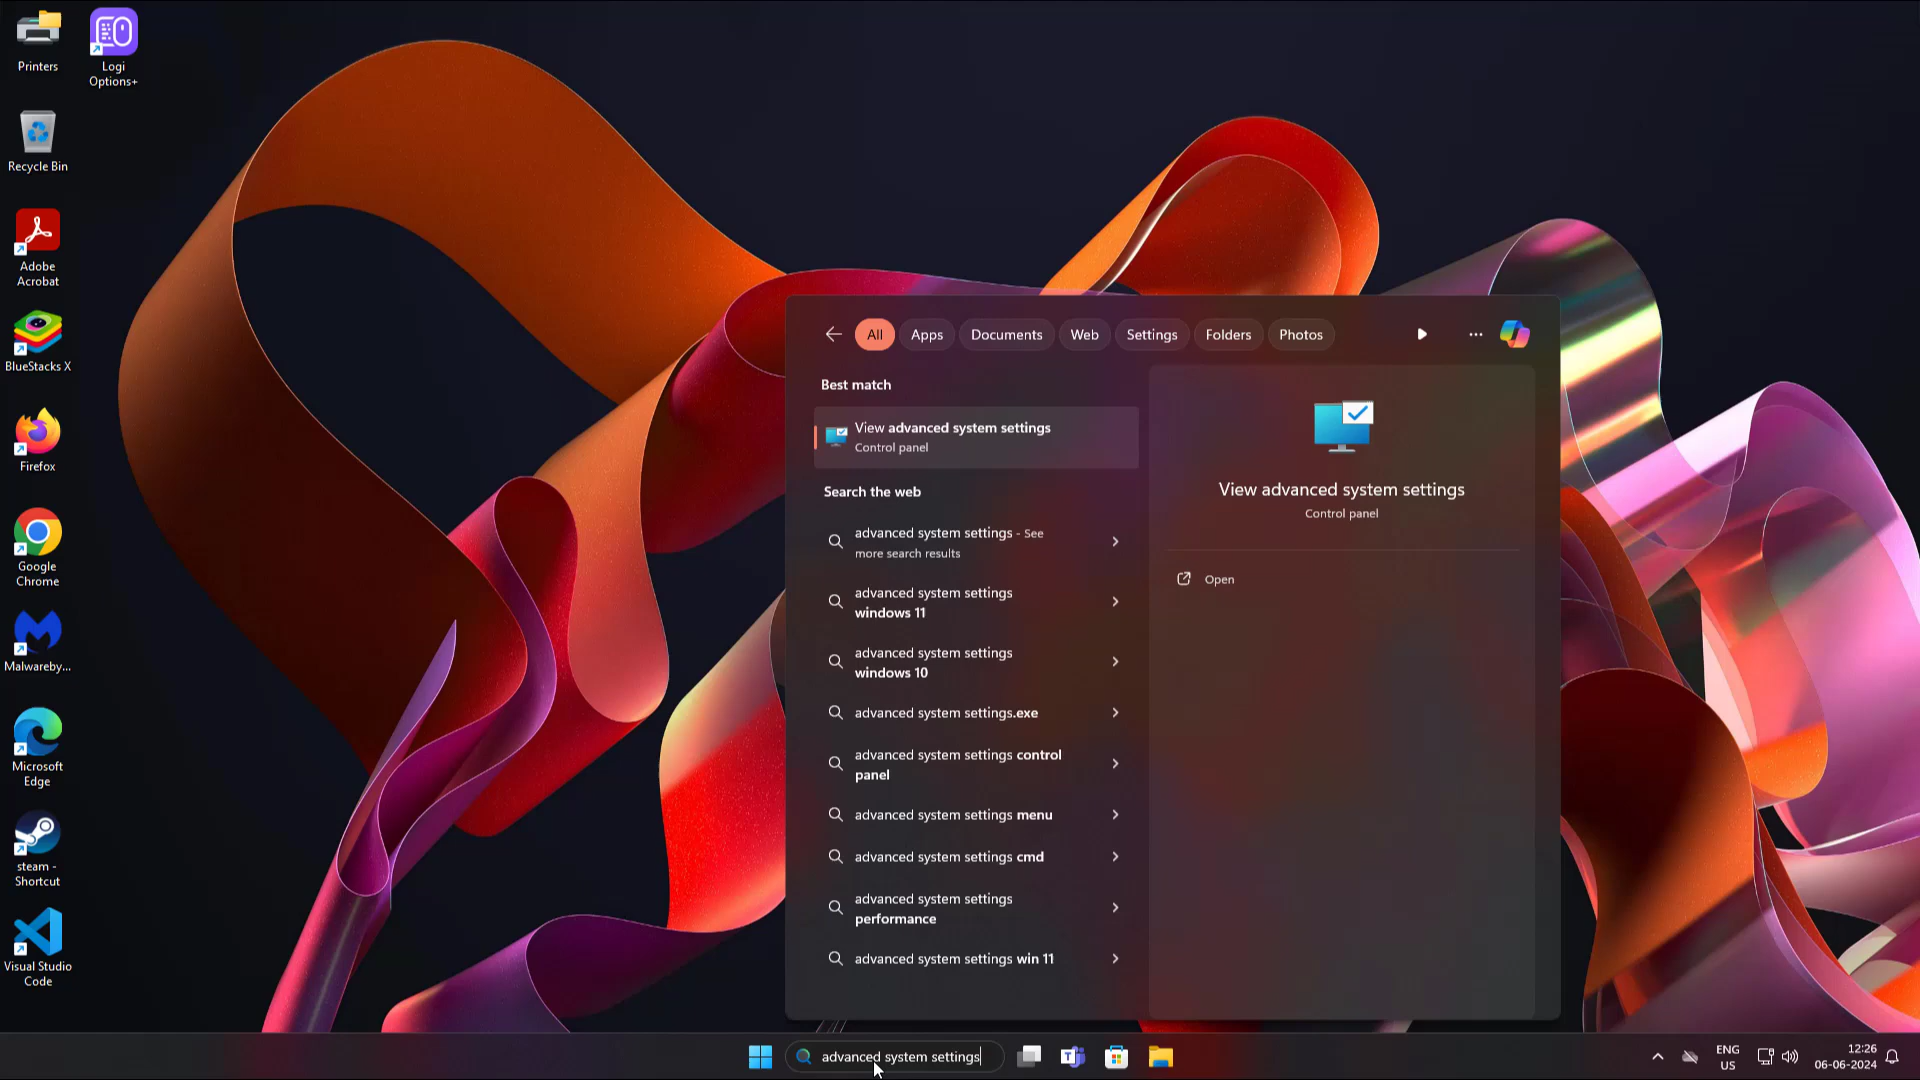 Printers
Logi
Options+
Recycle Bin
Adobe
Acrobat
BlueStacks X
Firefox
Google
Chrome
Malwareby...
Microsoft
Edge
steam -
Shortcut
Visual Studio
Code
All Apps Documents Web Settings Folders Photos
Best match
View advanced system settings
Control panel
Search the web
advanced system settings - See
more search results
advanced system settings
windows 11
advanced system settings
windows 10
advanced system settings.exe
advanced system settings control
panel
advanced system settings menu
advanced system settings cmd
advanced system settings
performance
advanced system settings win 11
View advanced system settings
Control panel
Open
advanced system settings
ENG
US
12:26
06-06-2024